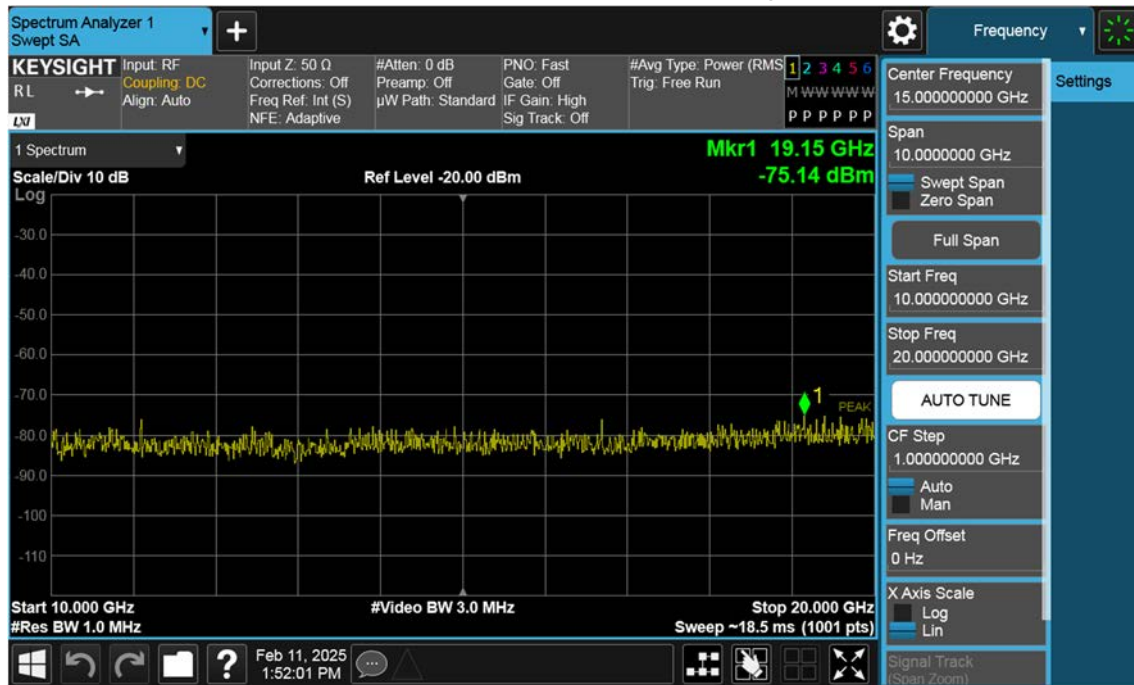 Spectrum Analyzer 1
Swept SA
+
Frequency
KEYSIGHT
RL
LXI
Input: RF
Coupling: DC
Align: Auto
Input Z: 50 Ω
Corrections: Off
Freq Ref: Int (S)
NFE: Adaptive
#Atten: 0 dB
Preamp: Off
µW Path: Standard
PNO: Fast
Gate: Off
IF Gain: High
Sig Track: Off
#Avg Type: Power (RMS
Trig: Free Run
1 2 3 4 5 6
M W W W W W
P P P P P P
1 Spectrum
Mkr1 19.15 GHz
Scale/Div 10 dB
Ref Level -20.00 dBm
-75.14 dBm
Log
-30.0
-40.0
-50.0
-60.0
-70.0
1
PEAK
-80.0
-90.0
-100
-110
Start 10.000 GHz
#Video BW 3.0 MHz
Stop 20.000 GHz
#Res BW 1.0 MHz
Sweep ~18.5 ms (1001 pts)
Center Frequency
15.000000000 GHz
Span
10.0000000 GHz
Swept Span
Zero Span
Full Span
Start Freq
10.000000000 GHz
Stop Freq
20.000000000 GHz
AUTO TUNE
CF Step
1.000000000 GHz
Auto
Man
Freq Offset
0 Hz
X Axis Scale
Log
Lin
Signal Track
(Span Zoom)
Settings
?
Feb 11, 2025
1:52:01 PM